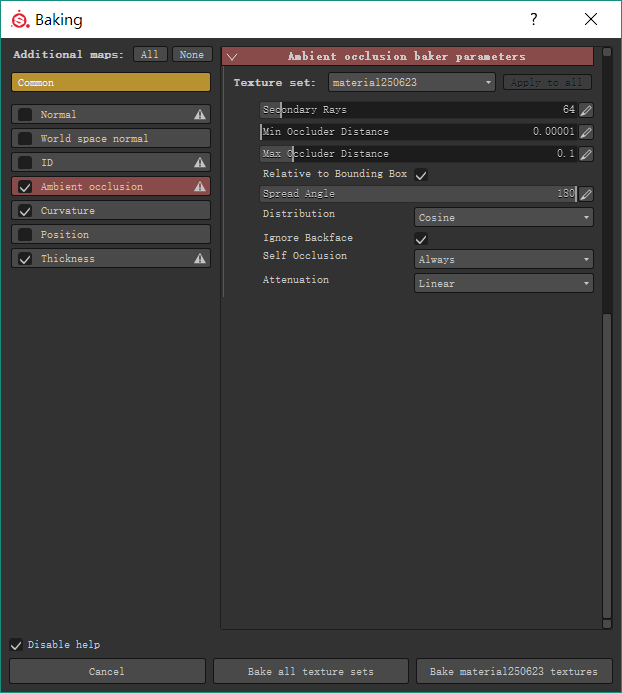 Baking
?
Additional maps: All None
Common
Normal
World space normal
ID
Ambient occlusion
Curvature
Position
Thickness
Ambient occlusion baker parameters
Texture set: material250623 Apply to all
Secondary Rays 64
Min Occluder Distance 0.00001
Max Occluder Distance 0.1
Relative to Bounding Box
Spread Angle 180
Distribution Cosine
Ignore Backface
Self Occlusion Always
Attenuation Linear
Disable help
Cancel Bake all texture sets Bake material250623 textures